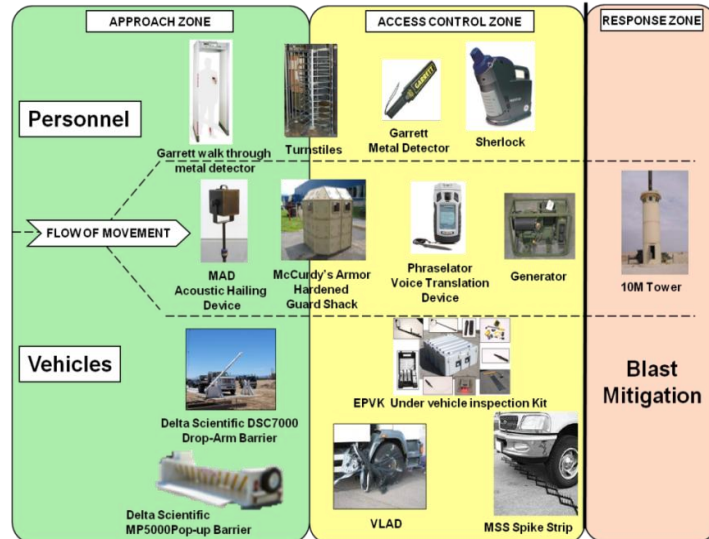 APPROACH ZONE
ACCESS CONTROL ZONE
RESPONSE ZONE
Personnel
Garrett walk through
metal detector
Turnstiles
GARRETT
Garrett
Metal Detector
Sherlock
FLOW OF MOVEMENT
MAD
Acoustic Hailing
Device
McCurdy's Armor
Hardened
Guard Shack
Phraselator
Voice Translation
Device
Generator
10M Tower
Vehicles
Delta Scientific DSC7000
Drop-Arm Barrier
EPVK Under vehicle inspection Kit
Blast
Mitigation
Delta Scientific
MP5000Pop-up Barrier
VLAD
MSS Spike Strip